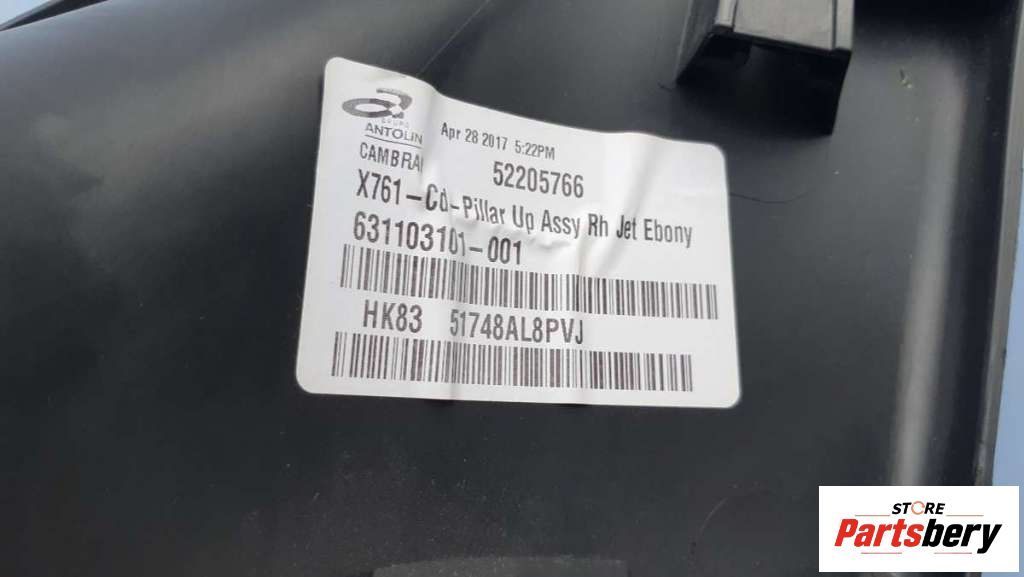 GRUPO
ANTOLIN
Apr 28 2017 5:22PM
52205766
X761-Cd-Pillar Up Assy Rh Jet Ebony
631103101-001
HK83 51748AL8PVJ
STORE
Partsbery